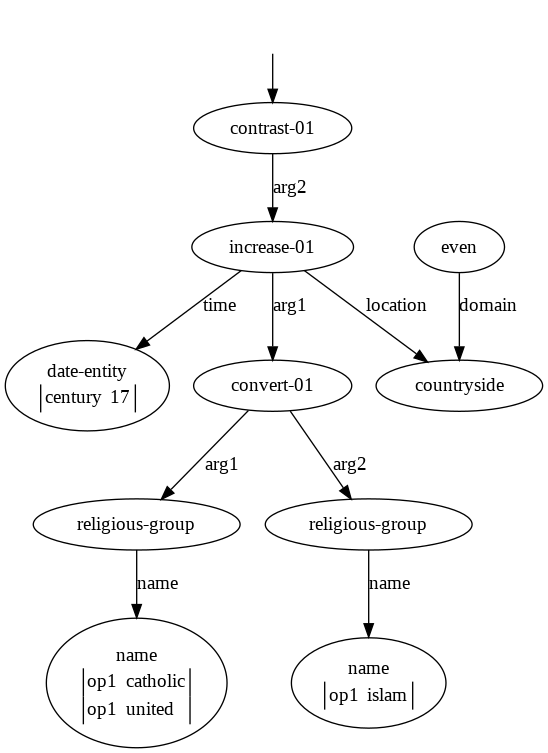 contrast-01
arg2
increase-01
even
time
arg1
location
domain
date-entity
century 17
convert-01
countryside
arg1
arg2
religious-group
religious-group
name
name
name
op1 catholic
op1 united
name
op1 islam